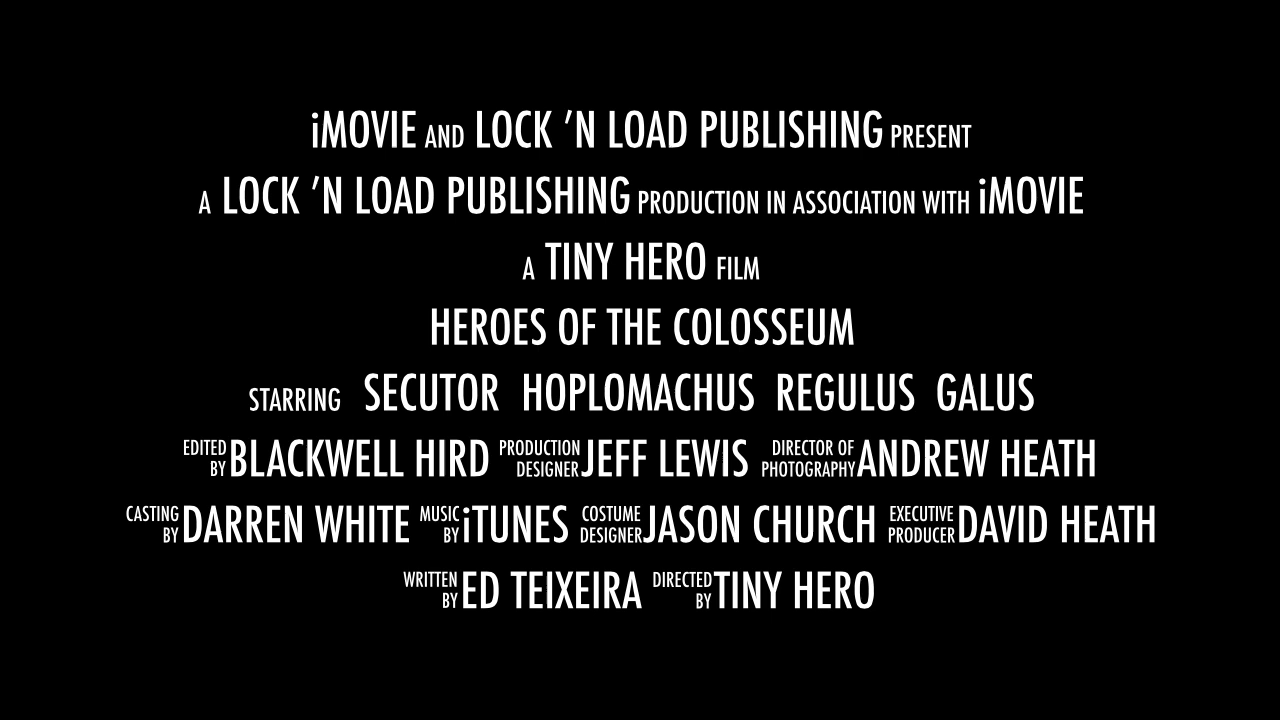 iMOVIE AND LOCK ’N LOAD PUBLISHING PRESENT
A LOCK ’N LOAD PUBLISHING PRODUCTION IN ASSOCIATION WITH iMOVIE
A TINY HERO FILM
HEROES OF THE COLOSSEUM
STARRING SECUTOR HOPLOMACHUS REGULUS GALUS
EDITED BY BLACKWELL HIRD PRODUCTION DESIGNER JEFF LEWIS DIRECTOR OF PHOTOGRAPHY ANDREW HEATH
CASTING BY DARREN WHITE MUSIC BY iTUNES COSTUME DESIGNER JASON CHURCH EXECUTIVE PRODUCER DAVID HEATH
WRITTEN BY ED TEIXEIRA DIRECTED BY TINY HERO